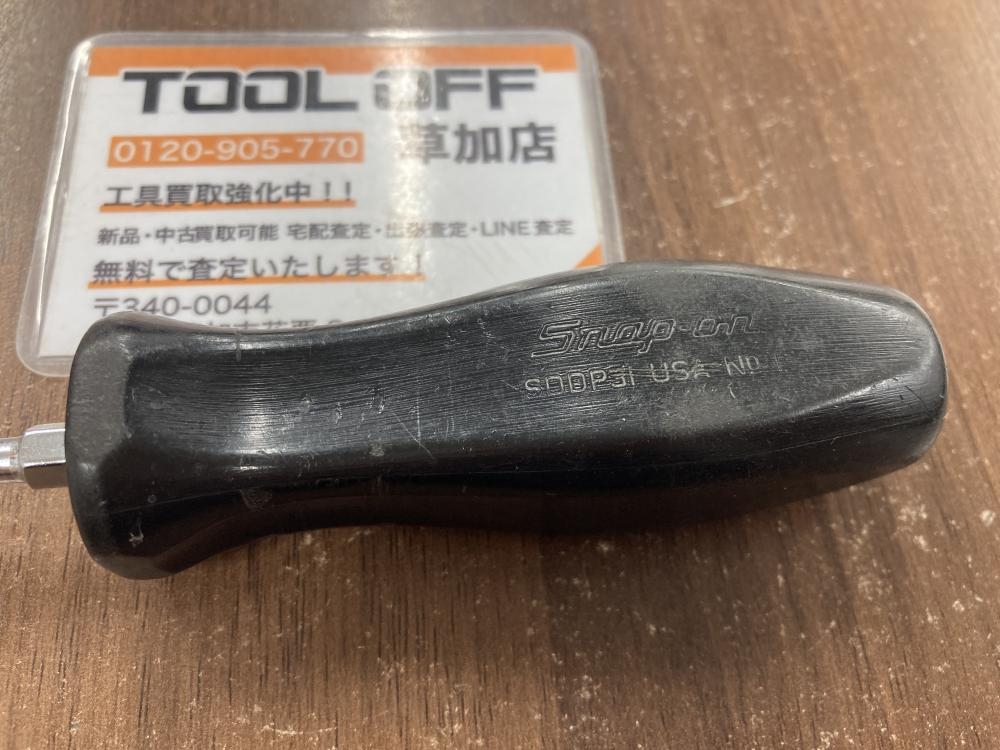 TOOL OFF
0120-905-770 草加店
工具買取強化中！！
新品・中古買取可能 宅配査定・出張査定・LINE査定
無料で査定いたします！
〒340-0044
Snap-on
USA No